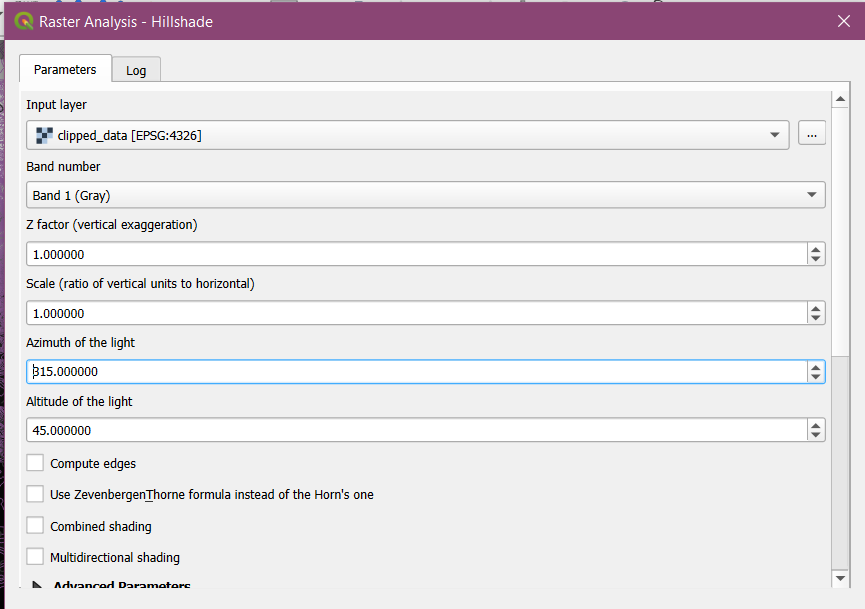 Raster Analysis - Hillshade
Parameters
Log
Input layer
clipped_data [EPSG:4326]
...
Band number
Band 1 (Gray)
Z factor (vertical exaggeration)
1.000000
Scale (ratio of vertical units to horizontal)
1.000000
Azimuth of the light
315.000000
Altitude of the light
45.000000
Compute edges
Use ZevenbergenThorne formula instead of the Horn's one
Combined shading
Multidirectional shading
Advanced Parameters